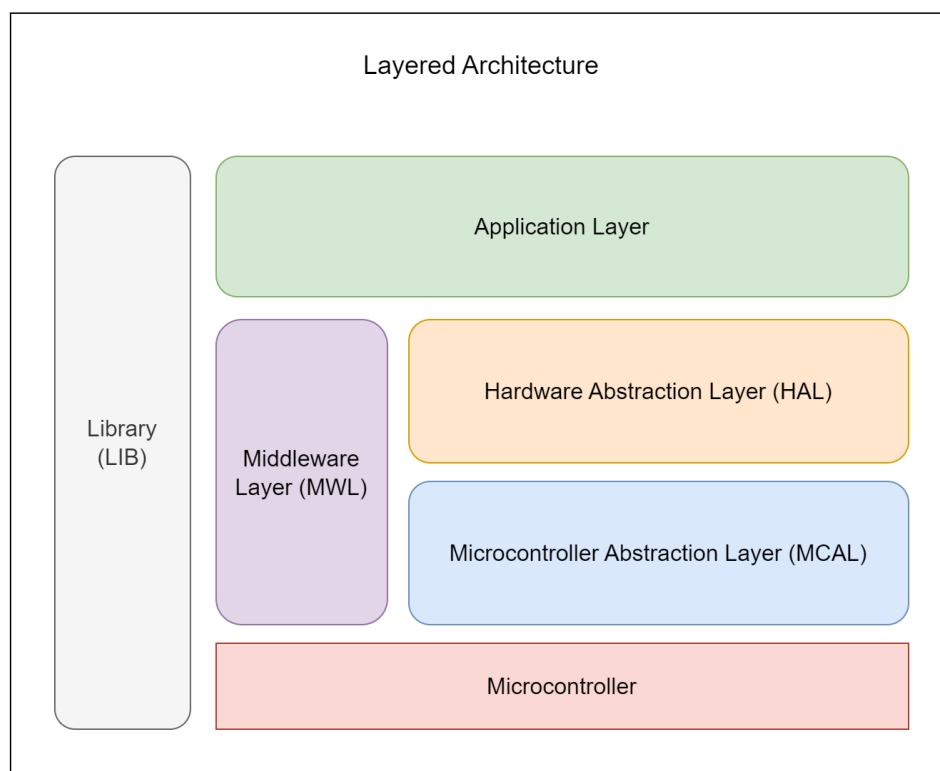 Layered Architecture
Application Layer
Library
(LIB)
Middleware
Layer (MWL)
Hardware Abstraction Layer (HAL)
Microcontroller Abstraction Layer (MCAL)
Microcontroller